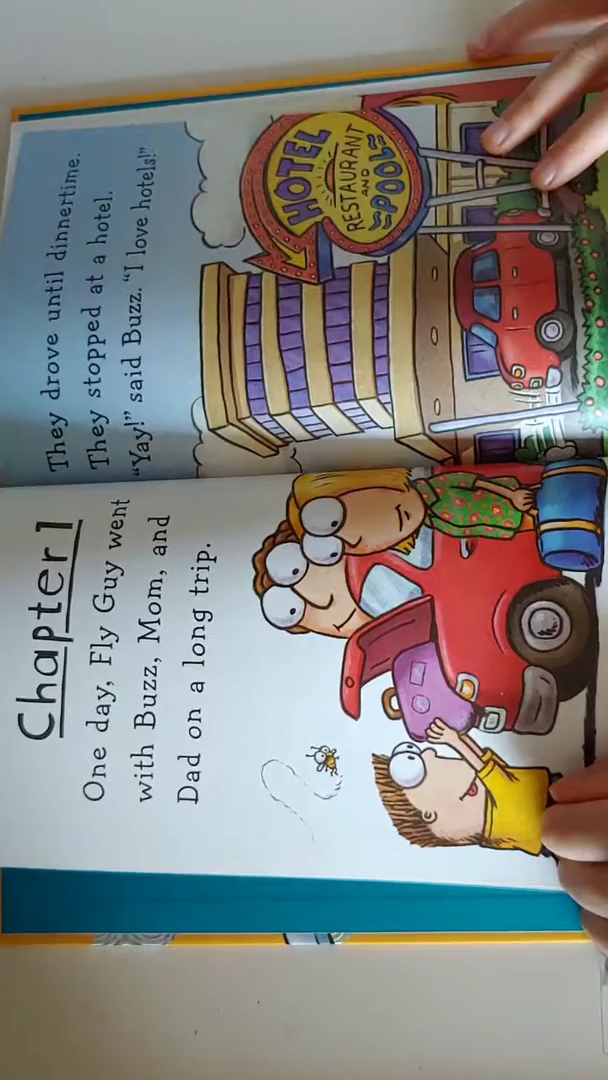 Chapter 1
One day, Fly Guy went
with Buzz, Mom, and
Dad on a long trip.
They drove until dinnertime.
They stopped at a hotel.
"Yay!" said Buzz. "I love hotels!"
HOTEL
RESTAURANT
AND
POOL